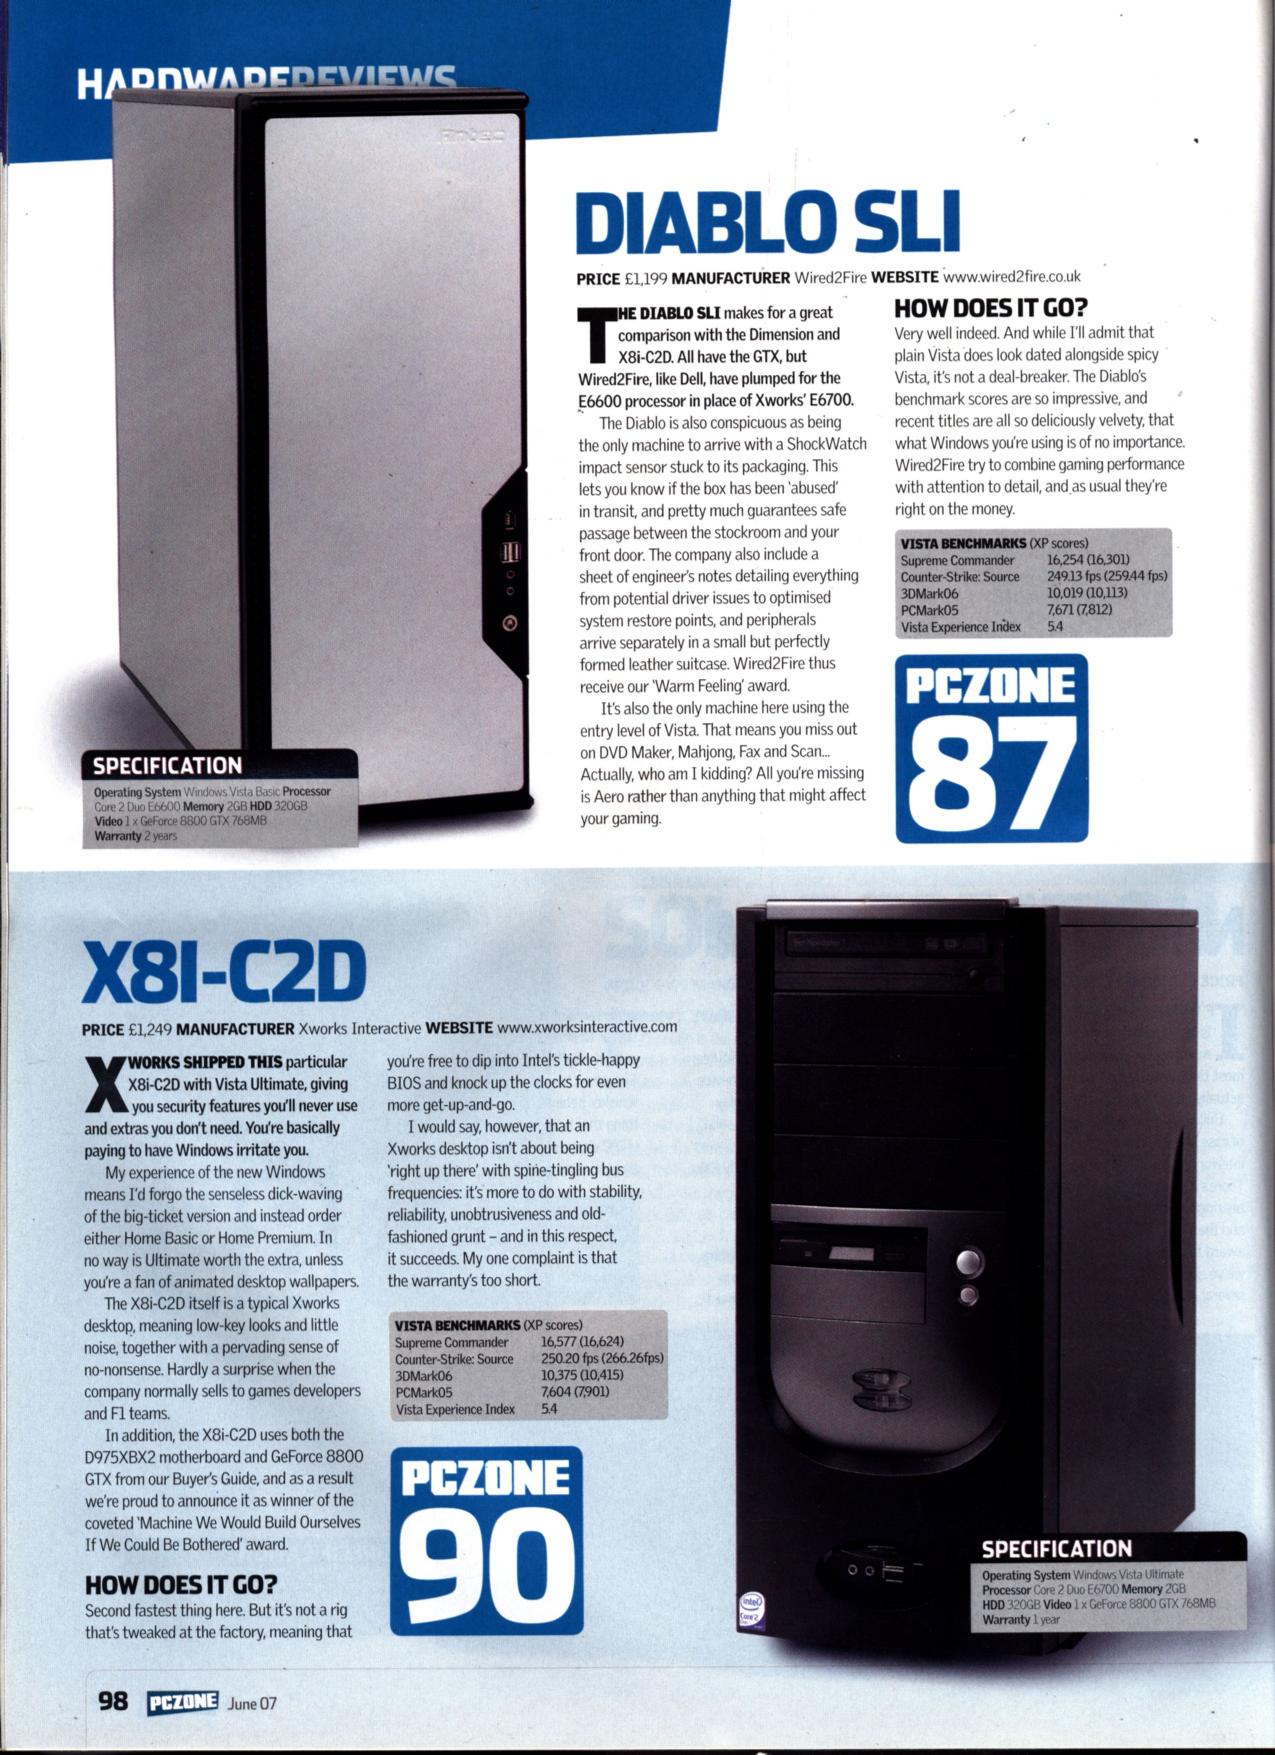 HARDWAREREVIEWS
Antec
DIABLO SLI
PRICE £1,199 MANUFACTURER Wired2Fire WEBSITE www.wired2fire.co.uk
THE DIABLO SLI makes for a great
comparison with the Dimension and
X8i-C2D. All have the GTX, but
Wired2Fire, like Dell, have plumped for the
E6600 processor in place of Xworks' E6700.
The Diablo is also conspicuous as being
the only machine to arrive with a ShockWatch
impact sensor stuck to its packaging. This
lets you know if the box has been 'abused'
in transit, and pretty much guarantees safe
passage between the stockroom and your
front door. The company also include a
sheet of engineer's notes detailing everything
from potential driver issues to optimised
system restore points, and peripherals
arrive separately in a small but perfectly
formed leather suitcase. Wired2Fire thus
receive our 'Warm Feeling' award.
It's also the only machine here using the
entry level of Vista. That means you miss out
on DVD Maker, Mahjong, Fax and Scan...
Actually, who am I kidding? All you're missing
is Aero rather than anything that might affect
your gaming.
HOW DOES IT GO?
Very well indeed. And while I'll admit that
plain Vista does look dated alongside spicy
Vista, it's not a deal-breaker. The Diablo's
benchmark scores are so impressive, and
recent titles are all so deliciously velvety, that
what Windows you're using is of no importance.
Wired2Fire try to combine gaming performance
with attention to detail, and as usual they're
right on the money.
VISTA BENCHMARKS (XP scores)
Supreme Commander 16,254 (16,301)
Counter-Strike: Source 249.13 fps (259.44 fps)
3DMark06 10,019 (10,113)
PCMark05 7,671 (7,812)
Vista Experience Index 5.4
PCZONE
87
SPECIFICATION
Operating System Windows Vista Basic Processor
Core 2 Duo E6600 Memory 2GB HDD 320GB
Video 1 x GeForce 8800 GTX 768MB
Warranty 2 years
X8I-C2D
PRICE £1,249 MANUFACTURER Xworks Interactive WEBSITE www.xworksinteractive.com
XWORKS SHIPPED THIS particular
X8i-C2D with Vista Ultimate, giving
you security features you'll never use
and extras you don't need. You're basically
paying to have Windows irritate you.
My experience of the new Windows
means I'd forgo the senseless dick-waving
of the big-ticket version and instead order
either Home Basic or Home Premium. In
no way is Ultimate worth the extra, unless
you're a fan of animated desktop wallpapers.
The X8i-C2D itself is a typical Xworks
desktop, meaning low-key looks and little
noise, together with a pervading sense of
no-nonsense. Hardly a surprise when the
company normally sells to games developers
and F1 teams.
In addition, the X8i-C2D uses both the
D975XBX2 motherboard and GeForce 8800
GTX from our Buyer's Guide, and as a result
we're proud to announce it as winner of the
coveted 'Machine We Would Build Ourselves
If We Could Be Bothered' award.
HOW DOES IT GO?
Second fastest thing here. But it's not a rig
that's tweaked at the factory, meaning that
you're free to dip into Intel's tickle-happy
BIOS and knock up the clocks for even
more get-up-and-go.
I would say, however, that an
Xworks desktop isn't about being
'right up there' with spine-tingling bus
frequencies: it's more to do with stability,
reliability, unobtrusiveness and old-
fashioned grunt – and in this respect,
it succeeds. My one complaint is that
the warranty's too short.
VISTA BENCHMARKS (XP scores)
Supreme Commander 16,577 (16,624)
Counter-Strike: Source 250.20 fps (266.26fps)
3DMark06 10,375 (10,415)
PCMark05 7,604 (7,901)
Vista Experience Index 5.4
PCZONE
90
intel
Core 2
SPECIFICATION
Operating System Windows Vista Ultimate
Processor Core 2 Duo E6700 Memory 2GB
HDD 320GB Video 1 x GeForce 8800 GTX 768MB
Warranty 1 year
98 PCZONE June 07